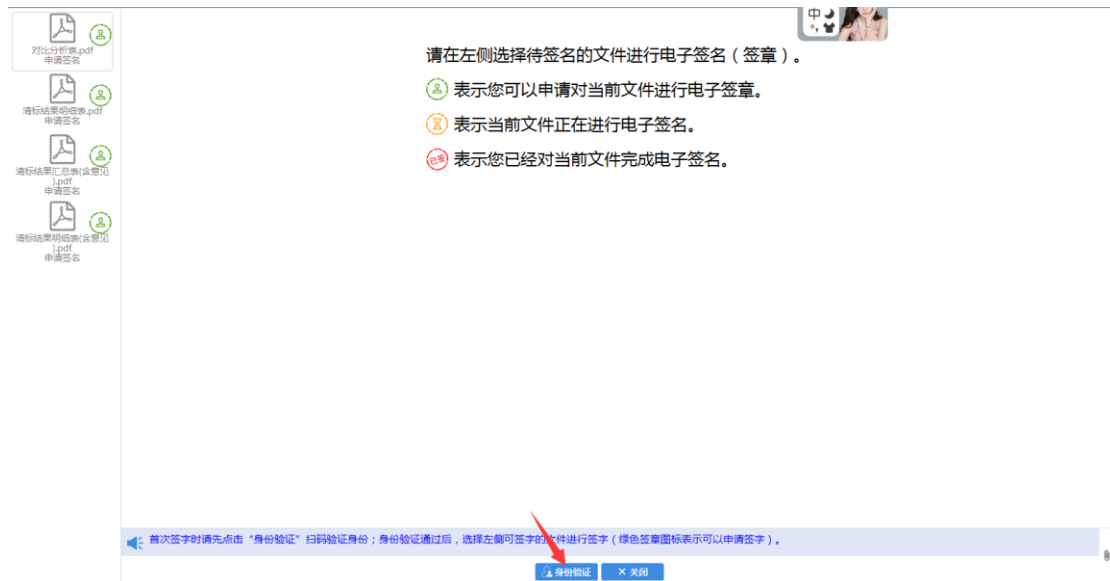 对比分析表.pdf
申请签名
清标结果明细表.pdf
申请签名
清标结果汇总表(含意见
).pdf
申请签名
清标结果明细表(含意见
).pdf
申请签名
中
请在左侧选择待签名的文件进行电子签名（签章）。
表示您可以申请对当前文件进行电子签章。
表示当前文件正在进行电子签名。
已签 表示您已经对当前文件完成电子签名。
首次签字时请先点击“身份验证”扫码验证身份；身份验证通过后，选择左侧可签字的文件进行签字（绿色签章图标表示可以申请签字）。
身份验证 × 关闭